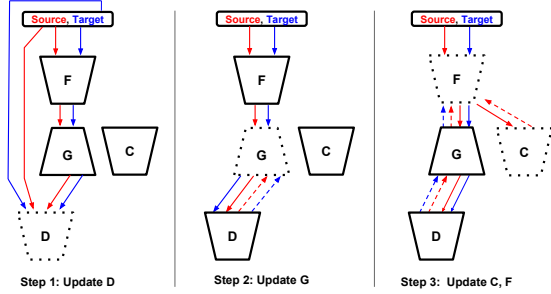 Source, Target
F
G
C
D
Step 1: Update D
Source, Target
F
G
C
D
Step 2: Update G
Source, Target
F
G
C
D
Step 3: Update C, F